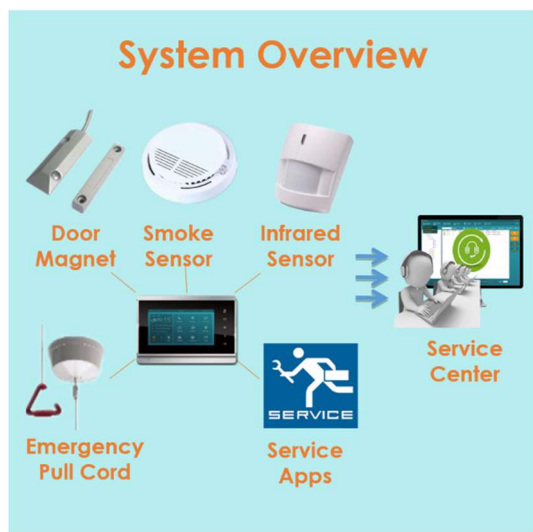 System Overview
Door
Magnet
Smoke
Sensor
Infrared
Sensor
Service
Center
Emergency
Pull Cord
SERVICE
Service
Apps